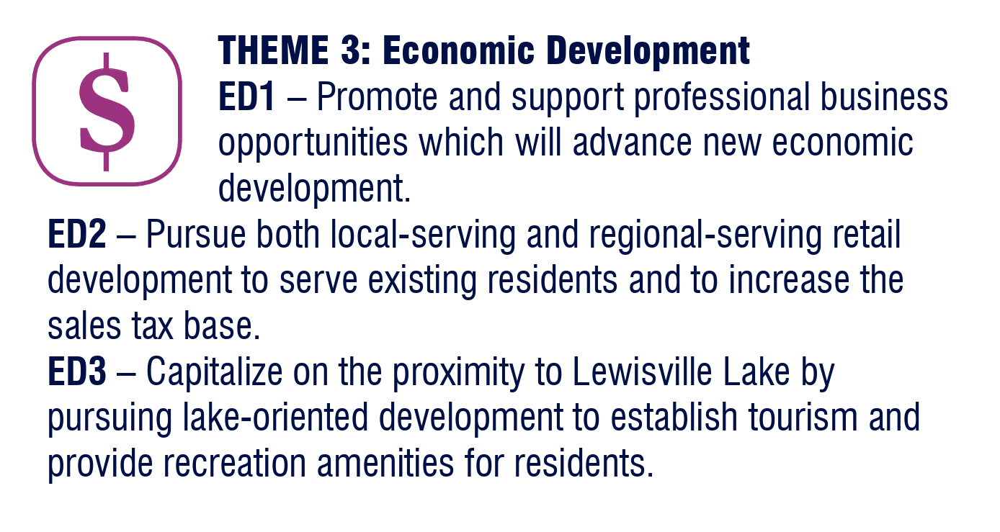 $
THEME 3: Economic Development
ED1 – Promote and support professional business
opportunities which will advance new economic
development.
ED2 – Pursue both local-serving and regional-serving retail
development to serve existing residents and to increase the
sales tax base.
ED3 – Capitalize on the proximity to Lewisville Lake by
pursuing lake-oriented development to establish tourism and
provide recreation amenities for residents.